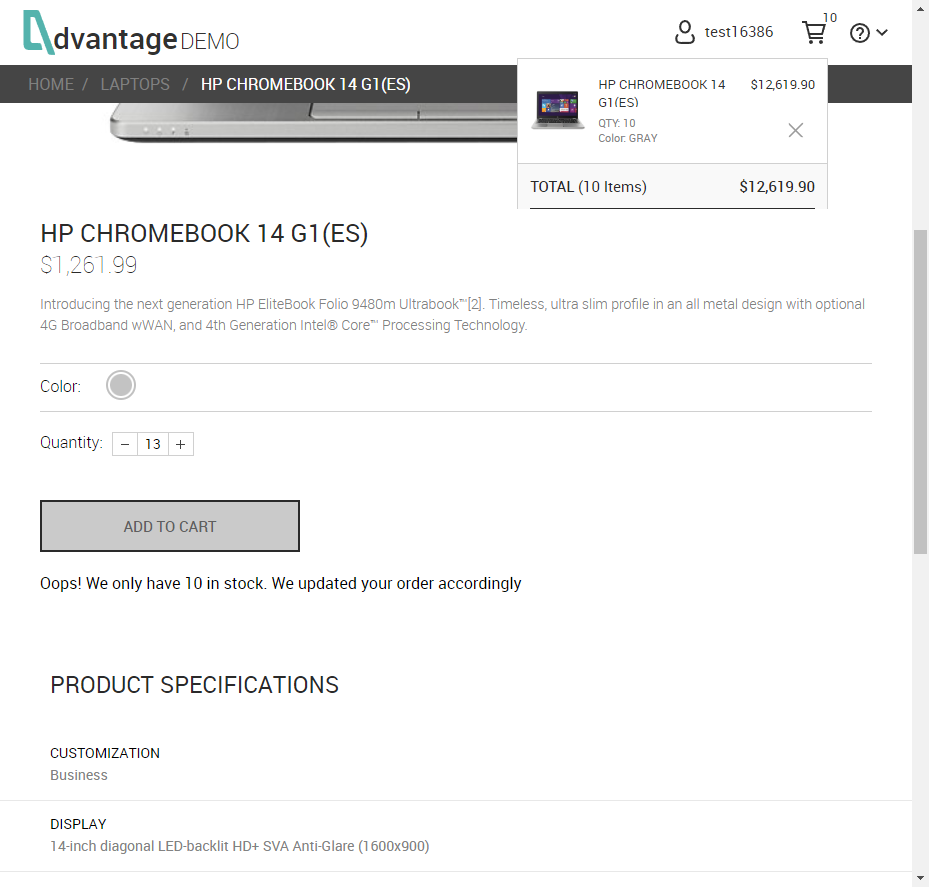 dvantage DEMO
test16386
10
HOME / LAPTOPS / HP CHROMEBOOK 14 G1(ES)
HP CHROMEBOOK 14 G1(ES)
$12,619.90
QTY: 10
Color: GRAY
TOTAL (10 Items) $12,619.90
HP CHROMEBOOK 14 G1(ES)
$1,261.99
Introducing the next generation HP EliteBook Folio 9480m Ultrabook™[2]. Timeless, ultra slim profile in an all metal design with optional
4G Broadband wWAN, and 4th Generation Intel® Core™ Processing Technology.
Color:
Quantity: − 13 +
ADD TO CART
Oops! We only have 10 in stock. We updated your order accordingly
PRODUCT SPECIFICATIONS
CUSTOMIZATION
Business
DISPLAY
14-inch diagonal LED-backlit HD+ SVA Anti-Glare (1600x900)